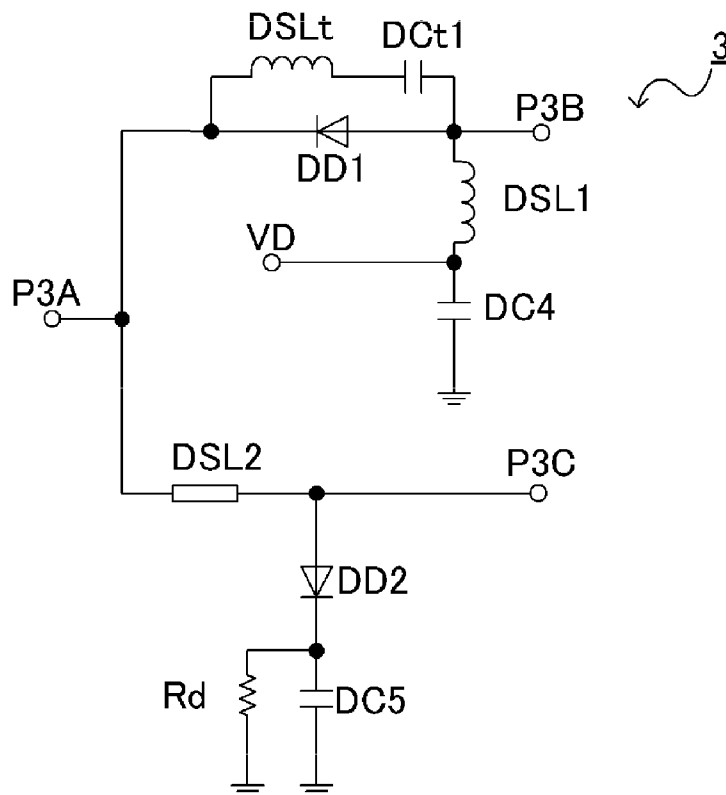 DSLt
DCt1
3
P3B
DD1
DSL1
VD
P3A
DC4
DSL2
P3C
DD2
Rd
DC5